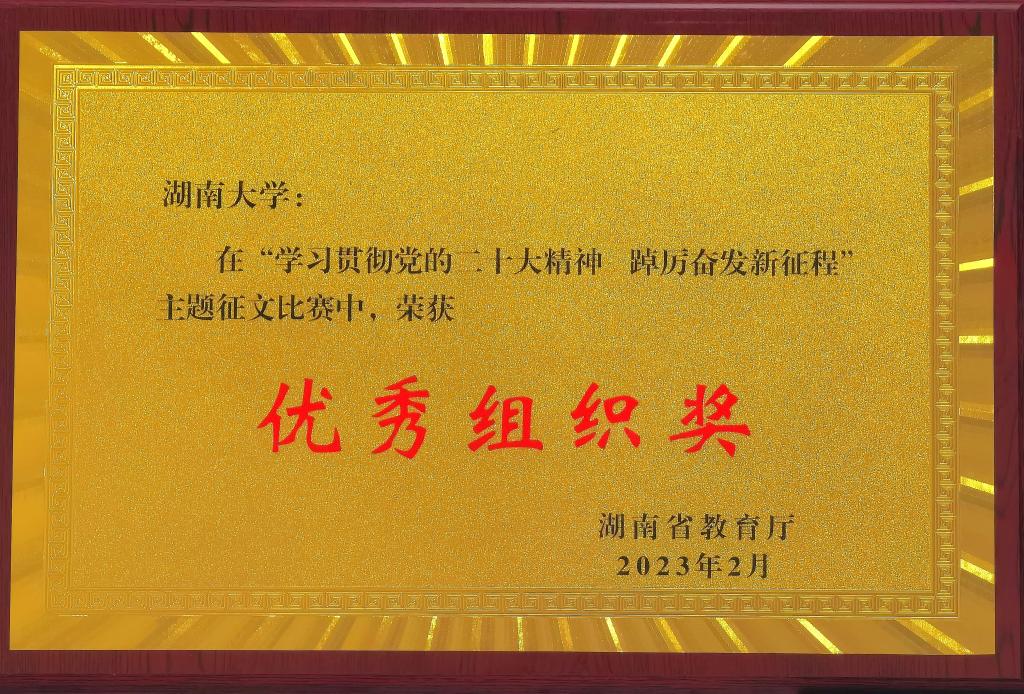 湖南大学：
在“学习贯彻党的二十大精神 踔厉奋发新征程”
主题征文比赛中，荣获
优秀组织奖
湖南省教育厅
2023年2月